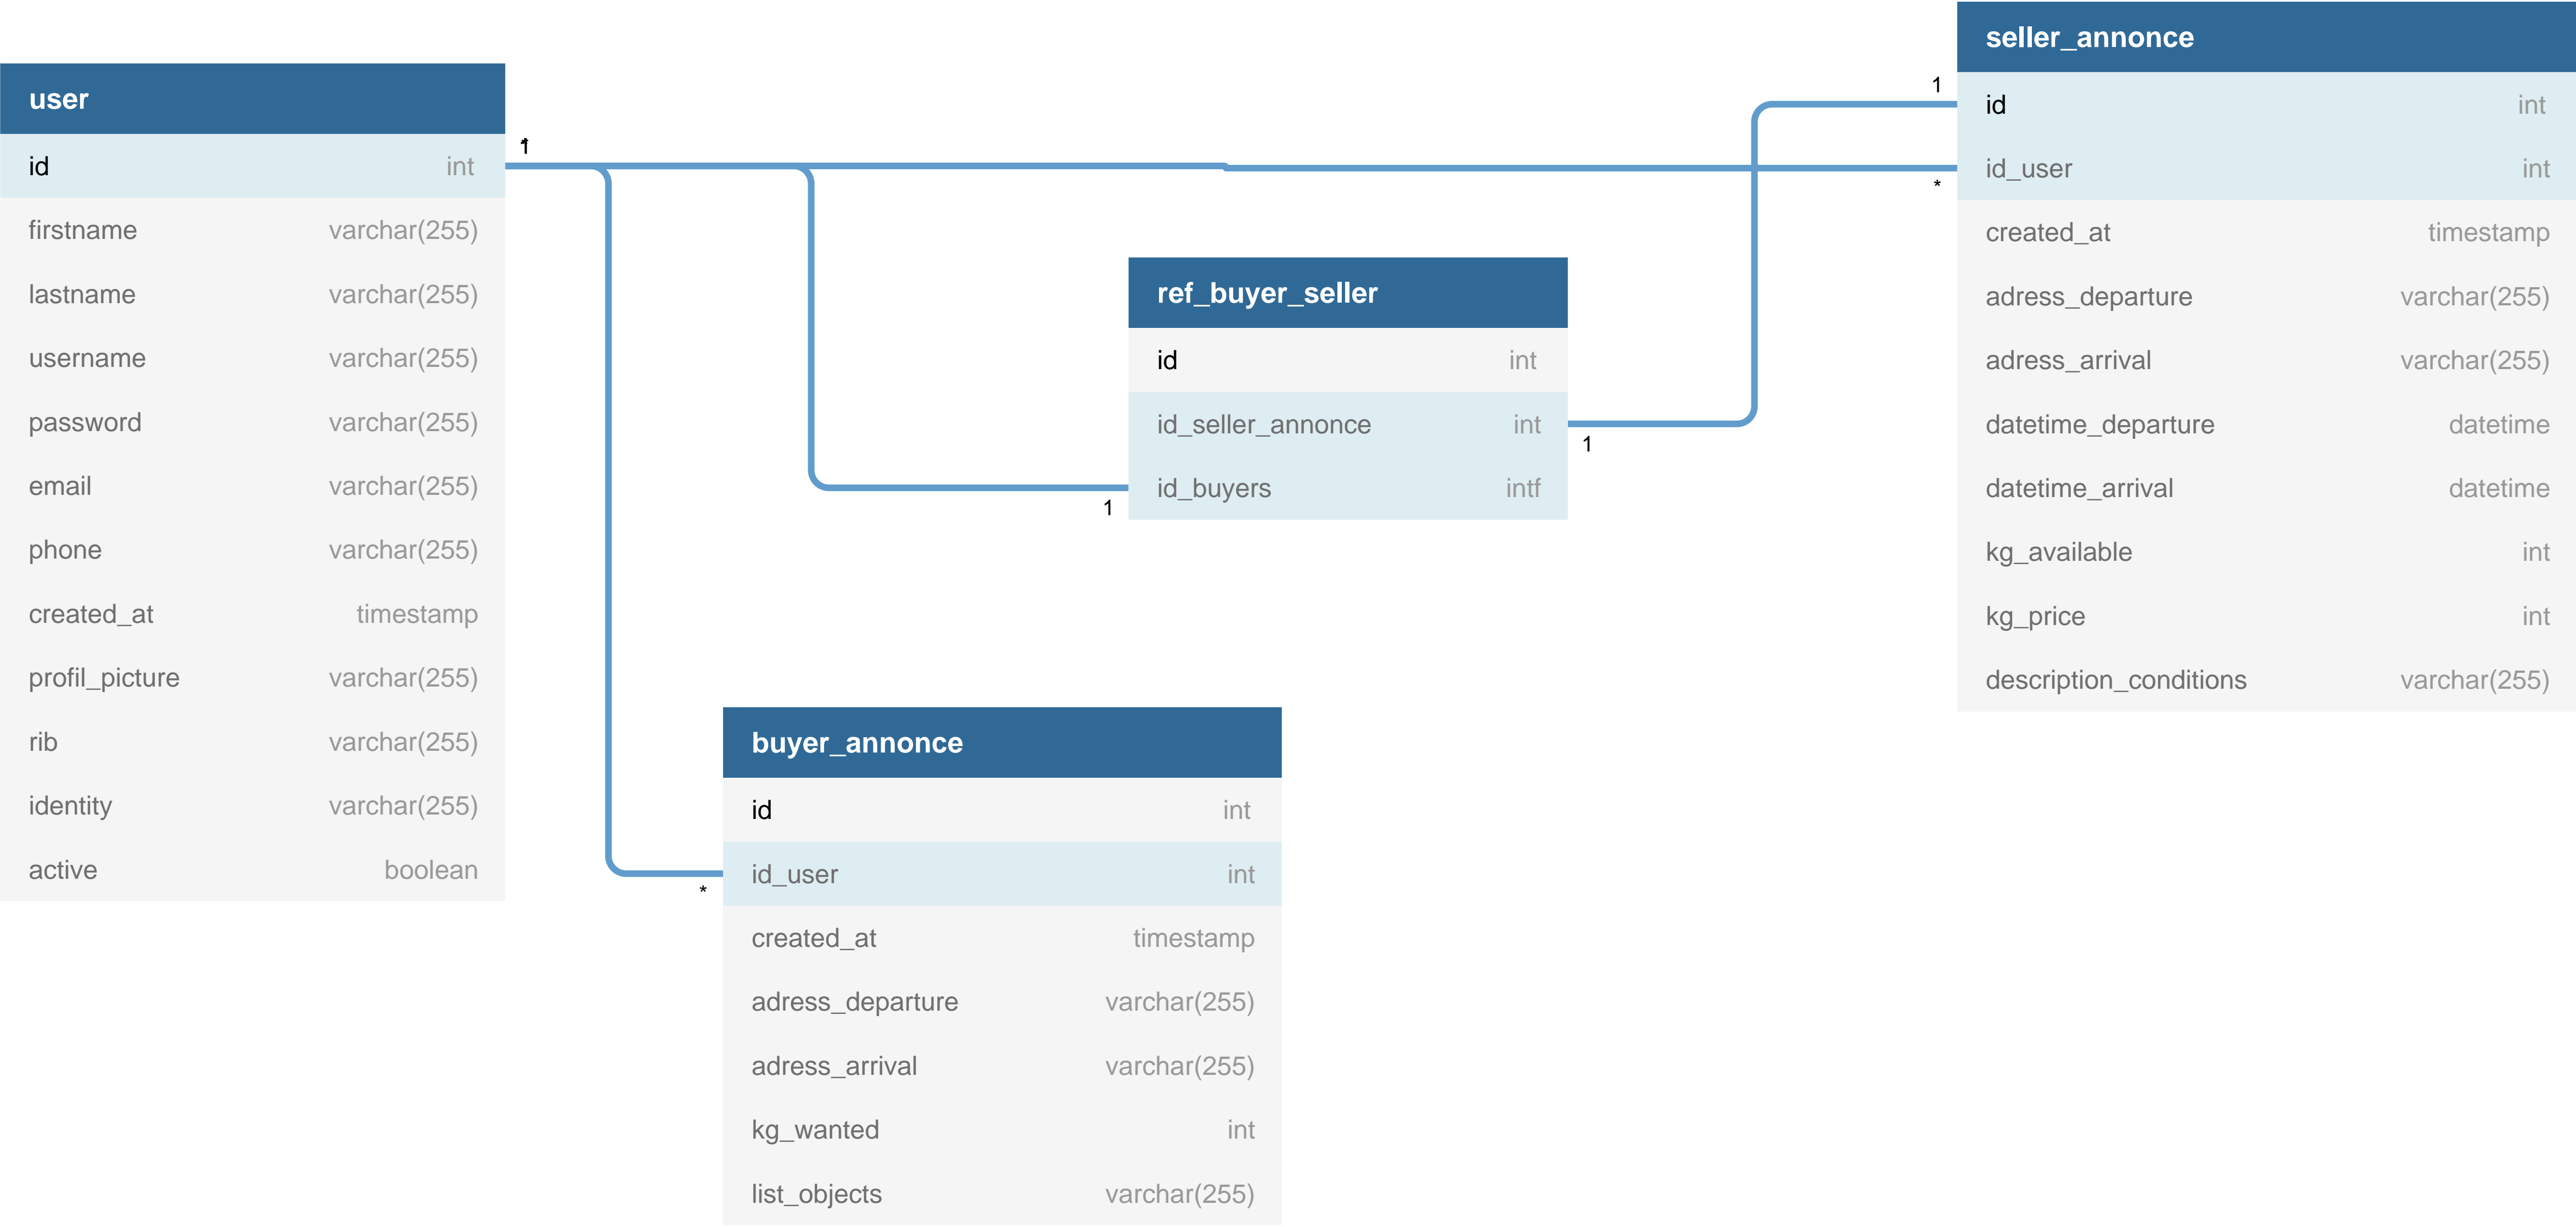 user
id int
firstname varchar(255)
lastname varchar(255)
username varchar(255)
password varchar(255)
email varchar(255)
phone varchar(255)
created_at timestamp
profil_picture varchar(255)
rib varchar(255)
identity varchar(255)
active boolean
1
*
1
1
1
1
*
ref_buyer_seller
id int
id_seller_annonce int
id_buyers intf
buyer_annonce
id int
id_user int
created_at timestamp
adress_departure varchar(255)
adress_arrival varchar(255)
kg_wanted int
list_objects varchar(255)
seller_annonce
id int
id_user int
created_at timestamp
adress_departure varchar(255)
adress_arrival varchar(255)
datetime_departure datetime
datetime_arrival datetime
kg_available int
kg_price int
description_conditions varchar(255)